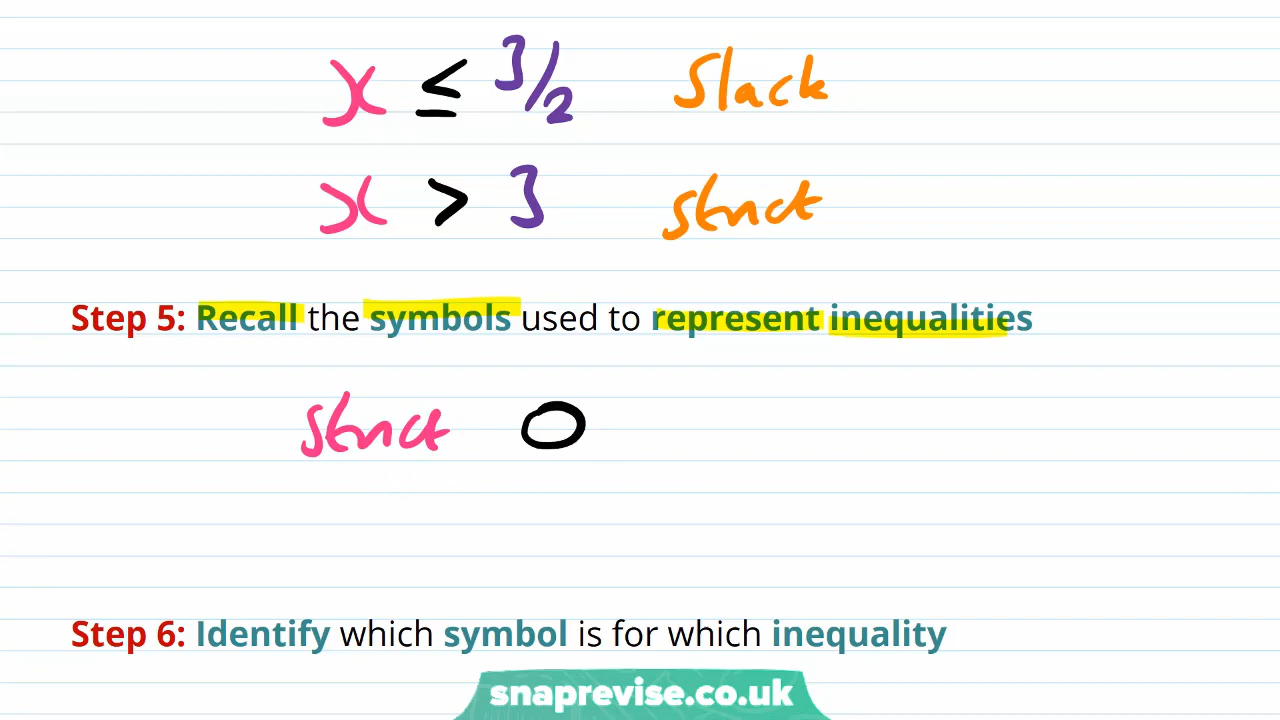 x ≤ 3/2 Slack
x > 3 strict
Step 5: Recall the symbols used to represent inequalities
strict O
Step 6: Identify which symbol is for which inequality
snaprevise.co.uk